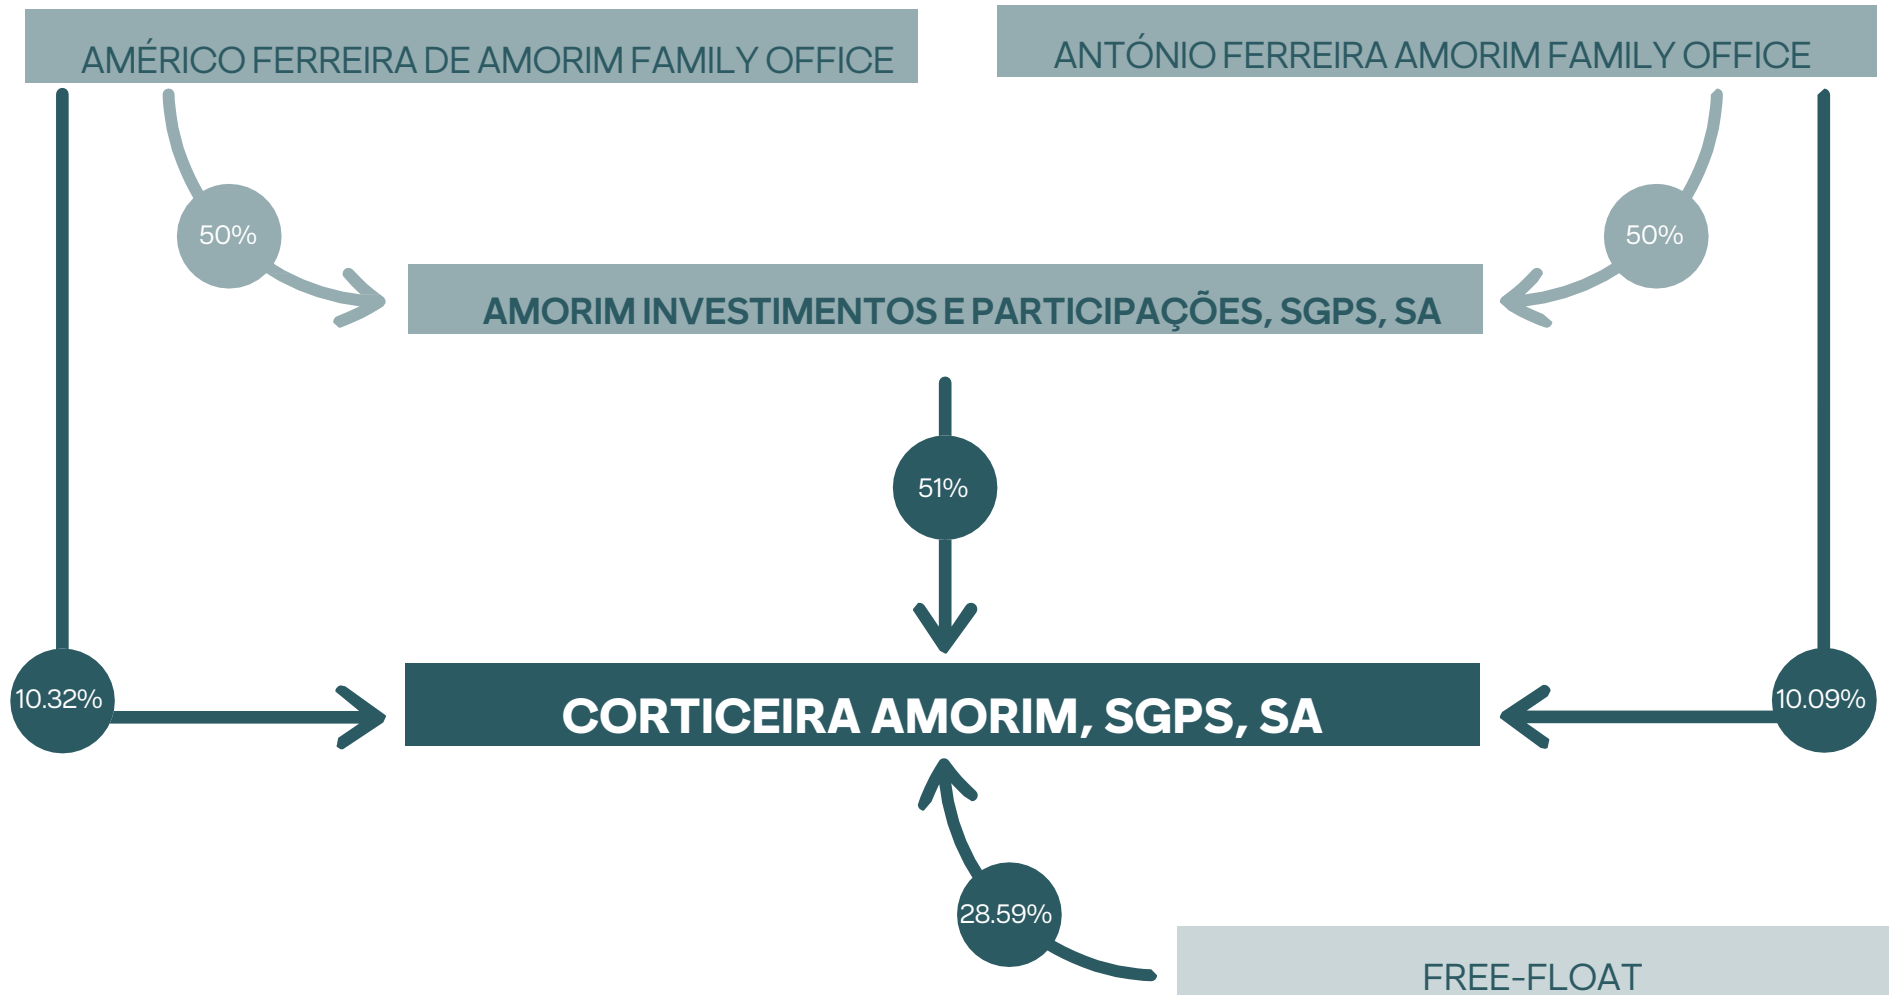 AMÉRICO FERREIRA DE AMORIM FAMILY OFFICE
ANTÓNIO FERREIRA AMORIM FAMILY OFFICE
50%
50%
AMORIM INVESTIMENTOS E PARTICIPAÇÕES, SGPS, SA
51%
10.32%
10.09%
CORTICEIRA AMORIM, SGPS, SA
28.59%
FREE-FLOAT